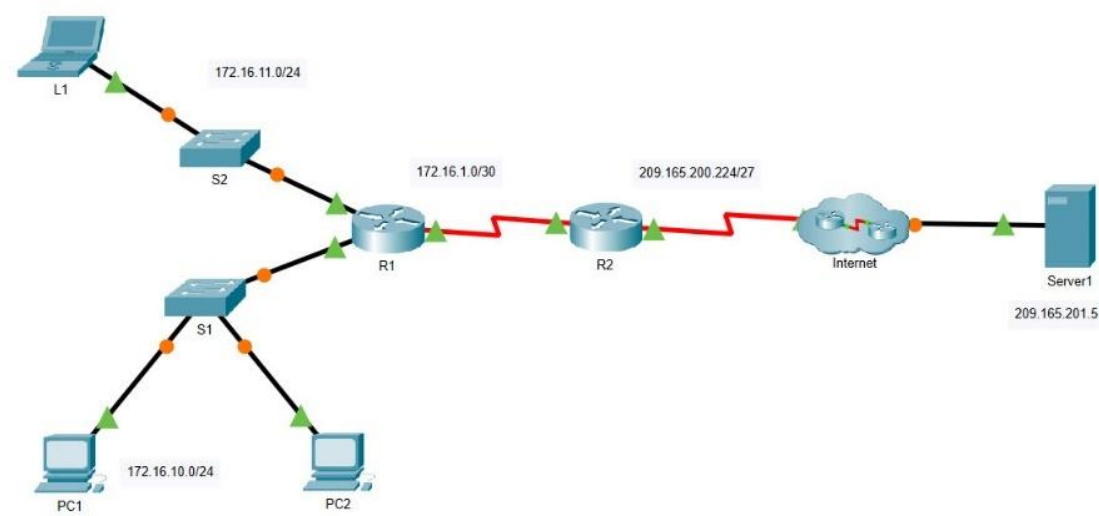 L1
172.16.11.0/24
S2
172.16.1.0/30
209.165.200.224/27
R1
R2
Internet
Server1
209.165.201.5
S1
172.16.10.0/24
PC1
PC2